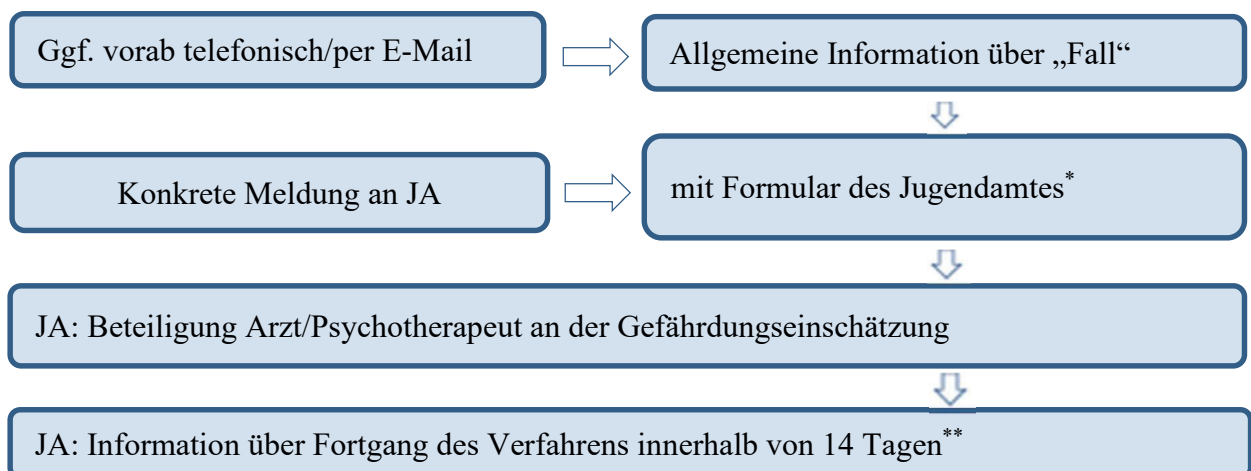 Ggf. vorab telefonisch/per E-Mail
Allgemeine Information über „Fall“
Konkrete Meldung an JA
mit Formular des Jugendamtes*
JA: Beteiligung Arzt/Psychotherapeut an der Gefährdungseinschätzung
JA: Information über Fortgang des Verfahrens innerhalb von 14 Tagen**